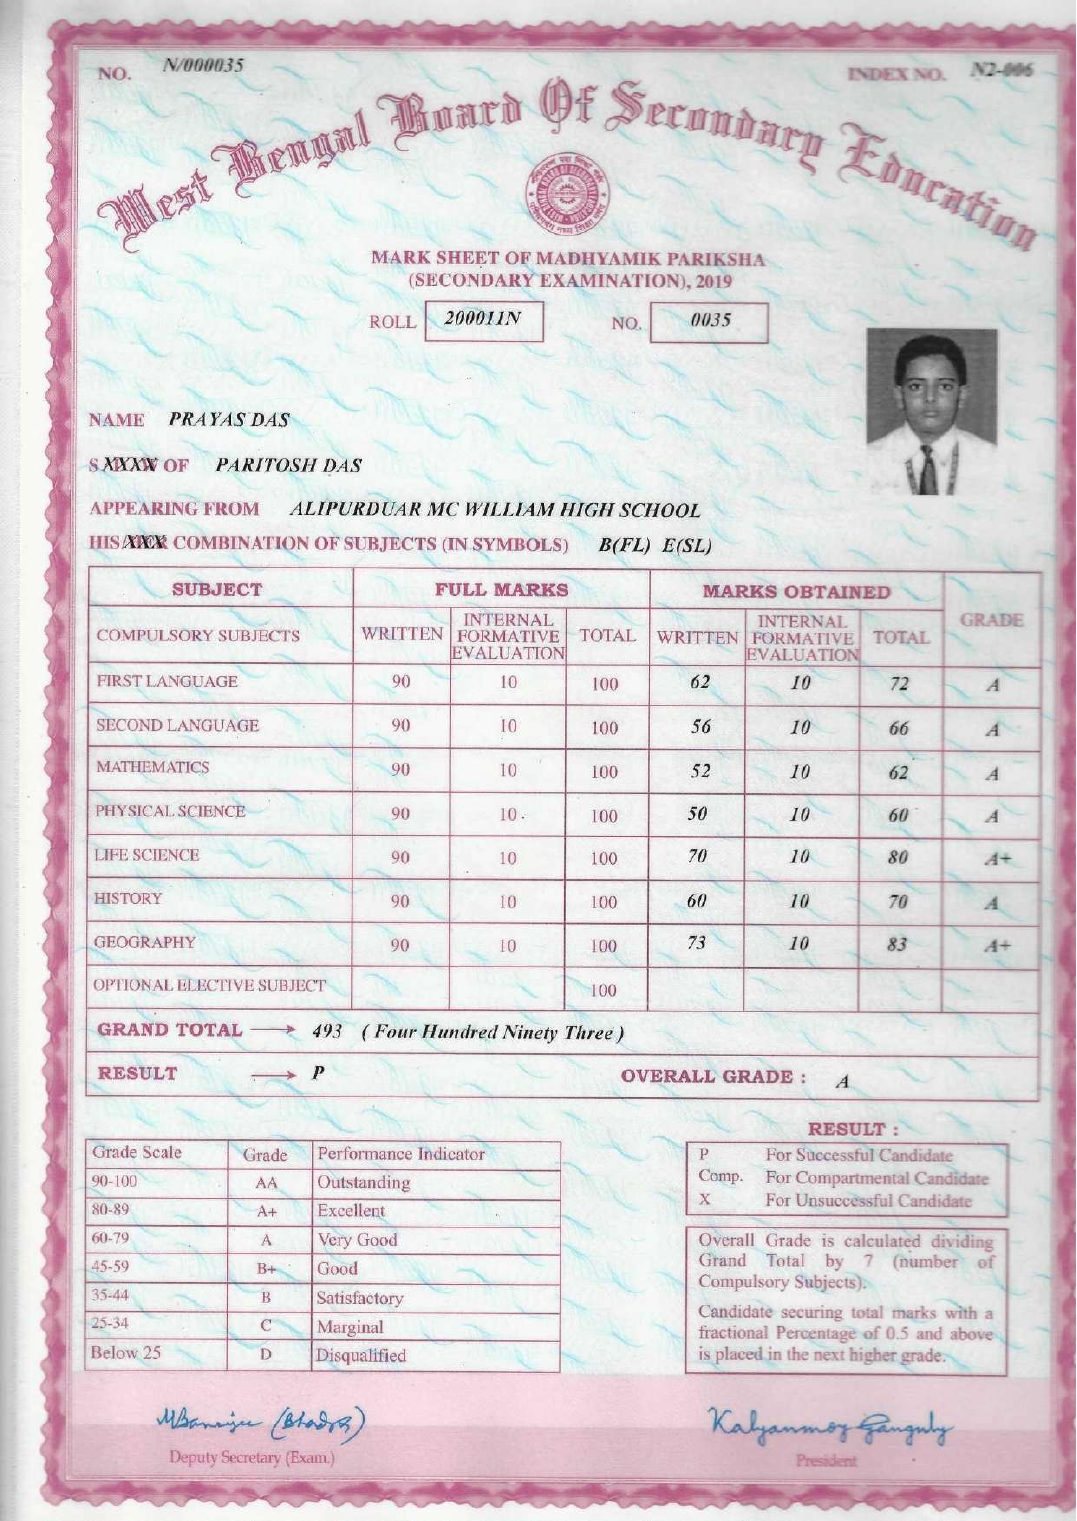 NO. N/000035 INDEX NO. N2-006
West Bengal Board Of Secondary Education
MARK SHEET OF MADHYAMIK PARIKSHA
(SECONDARY EXAMINATION), 2019
ROLL 200011N NO. 0035
NAME PRAYAS DAS
S XXXX OF PARITOSH DAS
APPEARING FROM ALIPURDUAR MC WILLIAM HIGH SCHOOL
HIS XXX COMBINATION OF SUBJECTS (IN SYMBOLS) B(FL) E(SL)
SUBJECT FULL MARKS MARKS OBTAINED GRADE
COMPULSORY SUBJECTS WRITTEN INTERNAL FORMATIVE EVALUATION TOTAL WRITTEN INTERNAL FORMATIVE EVALUATION TOTAL
FIRST LANGUAGE 90 10 100 62 10 72 A
SECOND LANGUAGE 90 10 100 56 10 66 A
MATHEMATICS 90 10 100 52 10 62 A
PHYSICAL SCIENCE 90 10 100 50 10 60 A
LIFE SCIENCE 90 10 100 70 10 80 A+
HISTORY 90 10 100 60 10 70 A
GEOGRAPHY 90 10 100 73 10 83 A+
OPTIONAL ELECTIVE SUBJECT 100
GRAND TOTAL → 493 ( Four Hundred Ninety Three )
RESULT → P OVERALL GRADE : A
Grade Scale Grade Performance Indicator
90-100 AA Outstanding
80-89 A+ Excellent
60-79 A Very Good
45-59 B+ Good
35-44 B Satisfactory
25-34 C Marginal
Below 25 D Disqualified
RESULT :
P For Successful Candidate
Comp. For Compartmental Candidate
X For Unsuccessful Candidate
Overall Grade is calculated dividing
Grand Total by 7 (number of
Compulsory Subjects).
Candidate securing total marks with a
fractional Percentage of 0.5 and above
is placed in the next higher grade.
MBanerjee (Bhadra) Kalyanmoy Ganguly
Deputy Secretary (Exam.) President